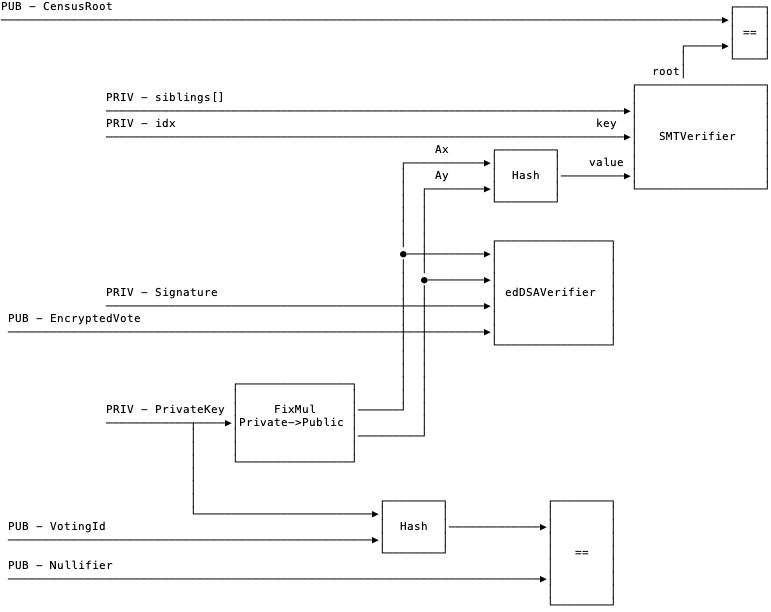 PUB – CensusRoot
==
root
PRIV – siblings[]
PRIV – idx
key
SMTVerifier
Ax
Ay
Hash
value
edDSAVerifier
PRIV – Signature
PUB – EncryptedVote
PRIV – PrivateKey
FixMul
Private–>Public
PUB – VotingId
Hash
==
PUB – Nullifier